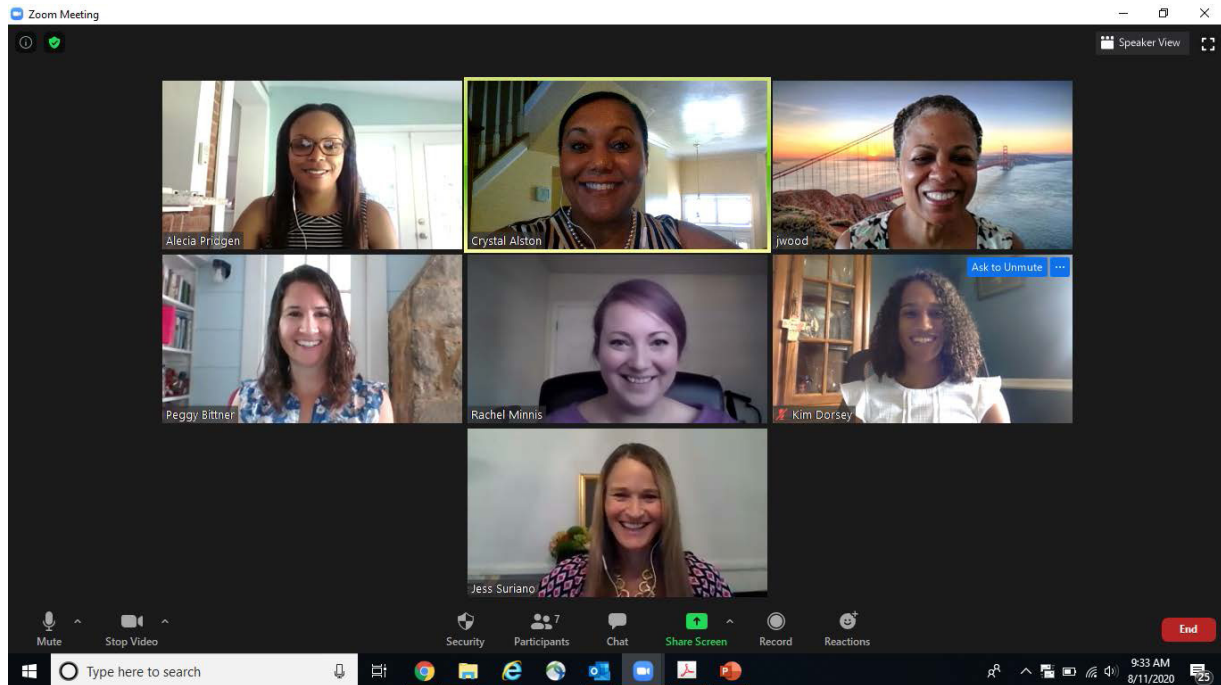 Zoom Meeting
Speaker View
Alecia Pridgen
Crystal Alston
jwood
Ask to Unmute
...
Peggy Bittner
Rachel Minnis
Kim Dorsey
Jess Suriano
Mute
Stop Video
Security
7
Participants
Chat
Share Screen
Record
Reactions
End
Type here to search
9:33 AM
8/11/2020
25